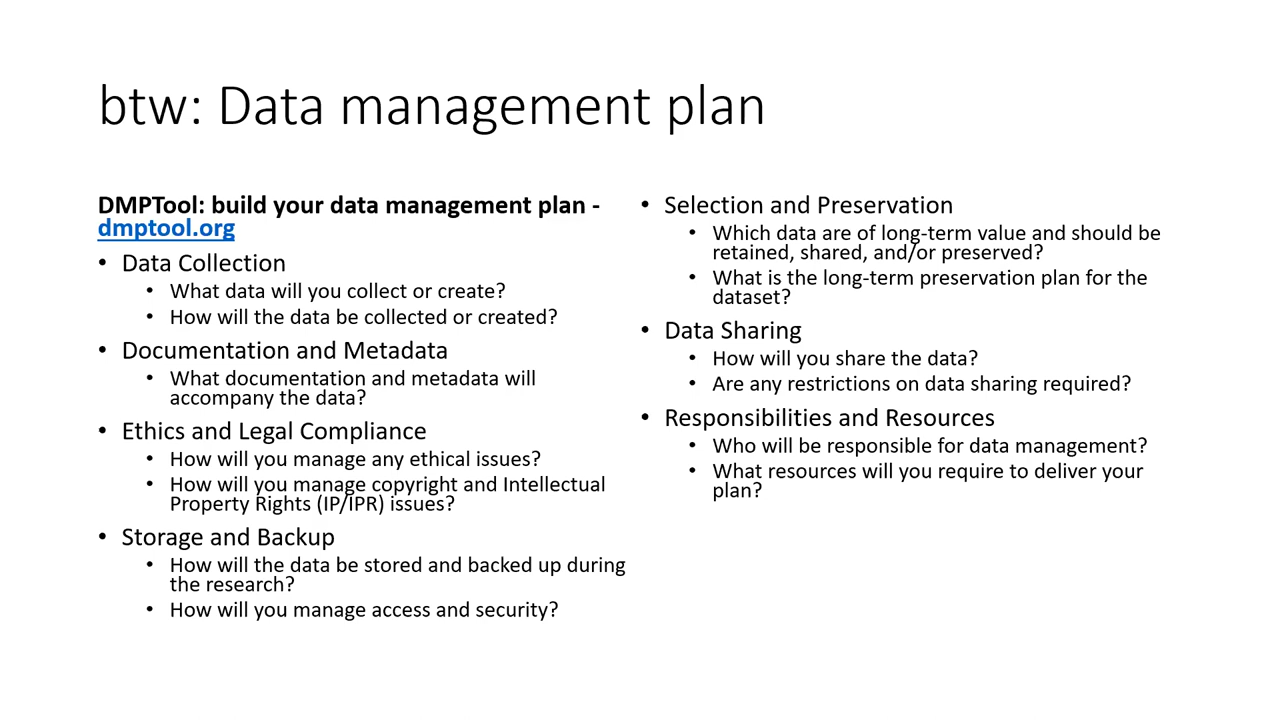 btw: Data management plan
DMPTool: build your data management plan -
dmptool.org
• Data Collection
• What data will you collect or create?
• How will the data be collected or created?
• Documentation and Metadata
• What documentation and metadata will
accompany the data?
• Ethics and Legal Compliance
• How will you manage any ethical issues?
• How will you manage copyright and Intellectual
Property Rights (IP/IPR) issues?
• Storage and Backup
• How will the data be stored and backed up during
the research?
• How will you manage access and security?
• Selection and Preservation
• Which data are of long-term value and should be
retained, shared, and/or preserved?
• What is the long-term preservation plan for the
dataset?
• Data Sharing
• How will you share the data?
• Are any restrictions on data sharing required?
• Responsibilities and Resources
• Who will be responsible for data management?
• What resources will you require to deliver your
plan?